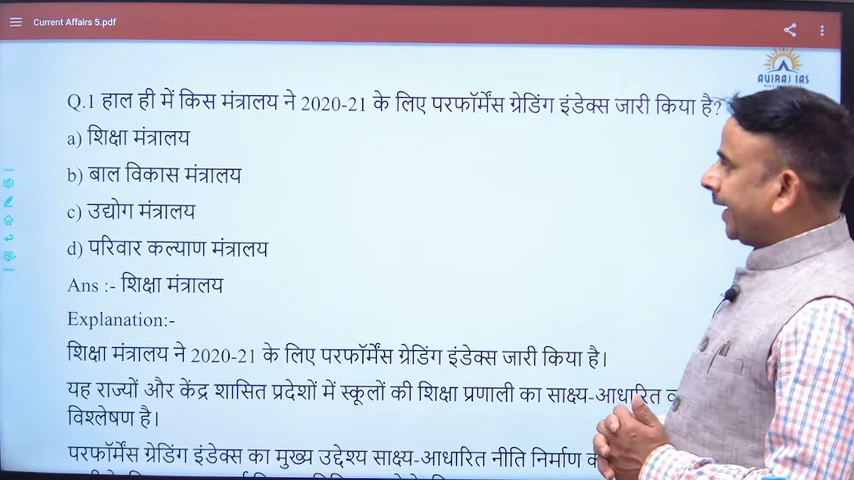 Current Affairs 5.pdf
AVIRAJ IAS
Q.1 हाल ही में किस मंत्रालय ने 2020-21 के लिए परफॉर्मेंस ग्रेडिंग इंडेक्स जारी किया है?
a) शिक्षा मंत्रालय
b) बाल विकास मंत्रालय
c) उद्योग मंत्रालय
d) परिवार कल्याण मंत्रालय
Ans :- शिक्षा मंत्रालय
Explanation:-
शिक्षा मंत्रालय ने 2020-21 के लिए परफॉर्मेंस ग्रेडिंग इंडेक्स जारी किया है।
यह राज्यों और केंद्र शासित प्रदेशों में स्कूलों की शिक्षा प्रणाली का साक्ष्य-आधारित
विश्लेषण है।
परफॉर्मेंस ग्रेडिंग इंडेक्स का मुख्य उद्देश्य साक्ष्य-आधारित नीति निर्माण